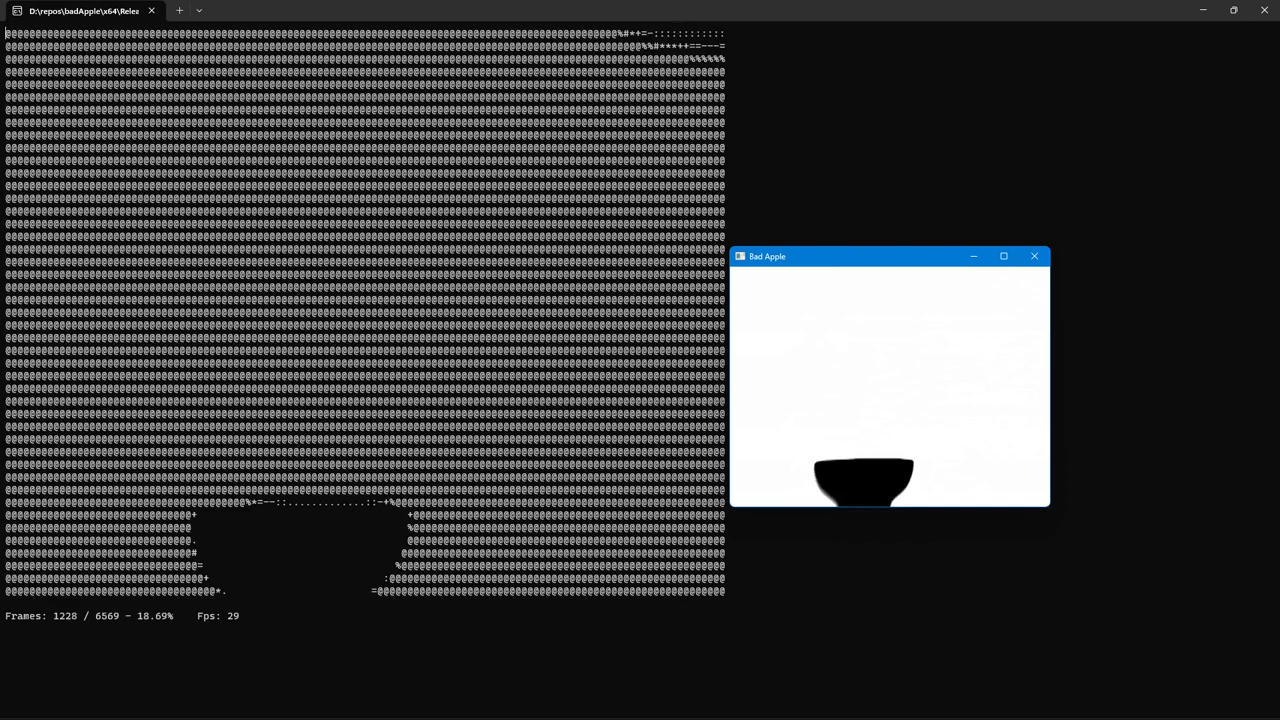 D:\repos\badApple\x64\Relea
Bad Apple
Frames: 1228 / 6569 - 18.69%    Fps: 29